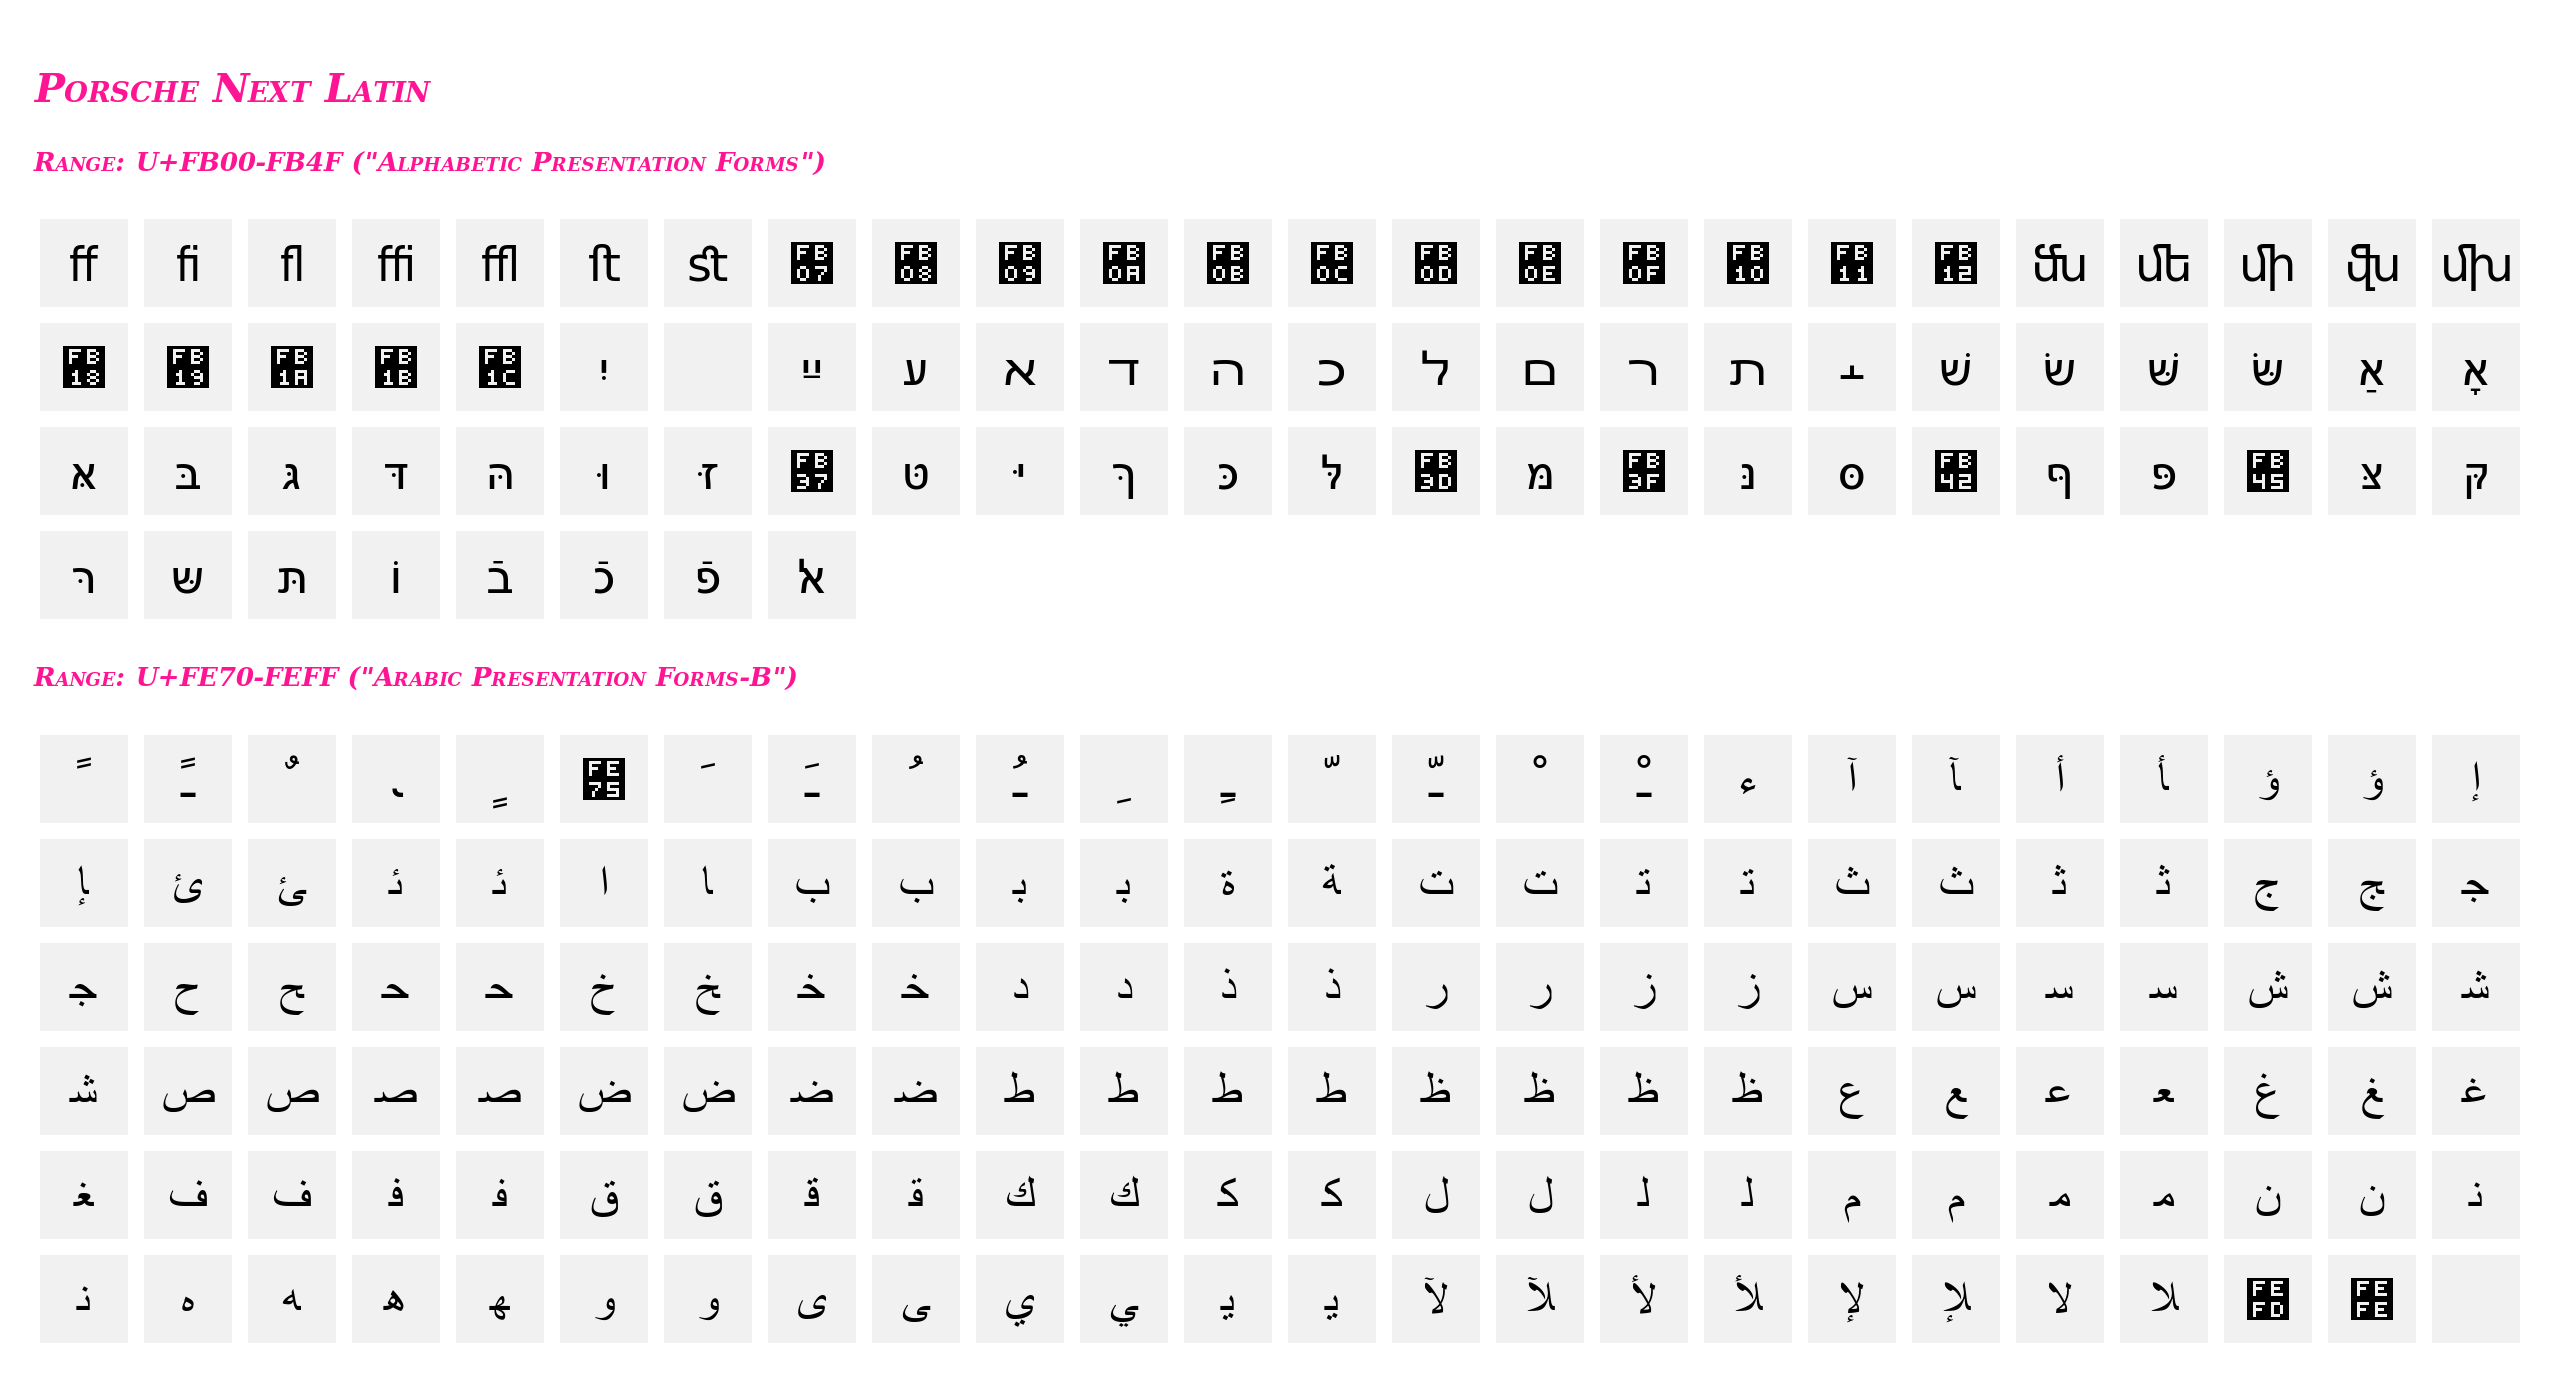 Porsche Next Latin
Range: U+FB00-FB4F ("Alphabetic Presentation Forms")
ﬀ ﬁ ﬂ ﬃ ﬄ ﬅ ﬆ FB07 FB08 FB09 FB0A FB0B FB0C FB0D FB0E FB0F FB10 FB11 FB12 ﬓ ﬔ ﬕ ﬖ ﬗ
FB18 FB19 FB1A FB1B FB1C יִ ײַ ﬠ ﬡ ﬢ ﬣ ﬤ ﬥ ﬦ ﬧ ﬨ ﬩ שׁ שׂ שּׁ שּׂ אַ אָ
אּ בּ גּ דּ הּ וּ זּ FB37 טּ יּ ךּ כּ לּ FB3D מּ FB3F נּ סּ FB42 ףּ פּ FB45 צּ קּ
רּ שּ תּ וֹ בֿ כֿ פֿ ﭏ
Range: U+FE70-FEFF ("Arabic Presentation Forms-B")
ﹰ ﹱ ﹲ ﹳ ﹴ FE75 ﹶ ﹷ ﹸ ﹹ ﹺ ﹻ ﹼ ﹽ ﹾ ﹿ ﺀ ﺁ ﺂ ﺃ ﺄ ﺅ ﺆ ﺇ
ﺈ ﺉ ﺊ ﺋ ﺌ ﺍ ﺎ ﺏ ﺐ ﺑ ﺒ ﺓ ﺔ ﺕ ﺖ ﺗ ﺘ ﺙ ﺚ ﺛ ﺜ ﺝ ﺞ ﺟ
ﺠ ﺡ ﺢ ﺣ ﺤ ﺥ ﺦ ﺧ ﺨ ﺩ ﺪ ﺫ ﺬ ﺭ ﺮ ﺯ ﺰ ﺱ ﺲ ﺳ ﺴ ﺵ ﺶ ﺷ
ﺸ ﺹ ﺺ ﺻ ﺼ ﺽ ﺾ ﺿ ﻀ ﻁ ﻂ ﻃ ﻄ ﻅ ﻆ ﻇ ﻈ ﻉ ﻊ ﻋ ﻌ ﻍ ﻎ ﻏ
ﻐ ﻑ ﻒ ﻓ ﻔ ﻕ ﻖ ﻗ ﻘ ﻙ ﻚ ﻛ ﻜ ﻝ ﻞ ﻟ ﻠ ﻡ ﻢ ﻣ ﻤ ﻥ ﻦ ﻧ
ﻨ ﻩ ﻪ ﻫ ﻬ ﻭ ﻮ ﻯ ﻰ ﻱ ﻲ ﻳ ﻴ ﻵ ﻶ ﻷ ﻸ ﻹ ﻺ ﻻ ﻼ FEFD FEFE